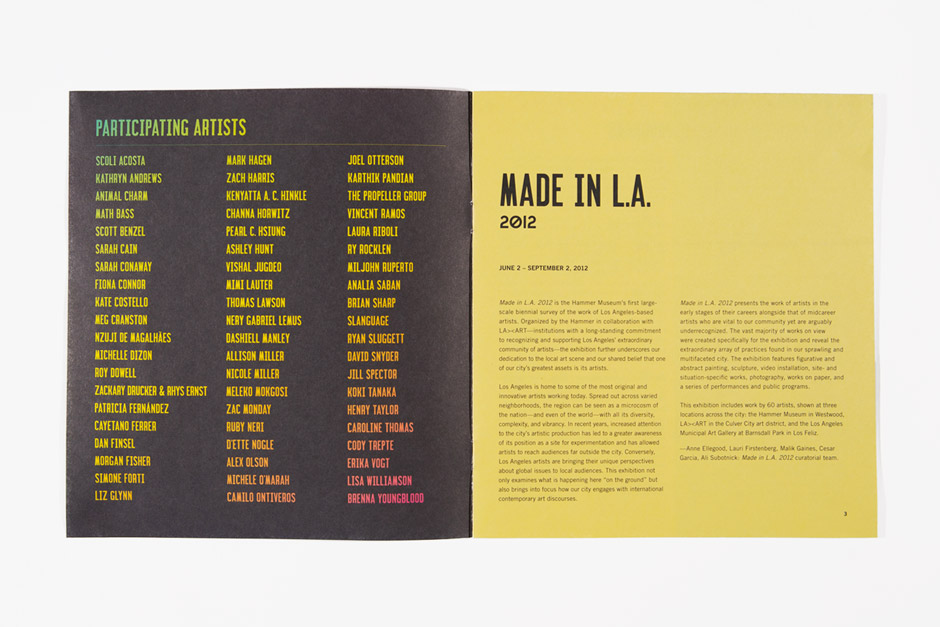 PARTICIPATING ARTISTS
SCOLI ACOSTA
KATHRYN ANDREWS
ANIMAL CHARM
MATH BASS
SCOTT BENZEL
SARAH CAIN
SARAH CONAWAY
FIONA CONNOR
KATE COSTELLO
MEG CRANSTON
NZUJI DE MAGALHÃES
MICHELLE DIZON
ROY DOWELL
ZACKARY DRUCKER & RHYS ERNST
PATRICIA FERNÁNDEZ
CAYETANO FERRER
DAN FINSEL
MORGAN FISHER
SIMONE FORTI
LIZ GLYNN
MARK HAGEN
ZACH HARRIS
KENYATTA A. C. HINKLE
CHANNA HORWITZ
PEARL C. HSIUNG
ASHLEY HUNT
VISHAL JUGDEO
MIMI LAUTER
THOMAS LAWSON
NERY GABRIEL LEMUS
DASHIELL MANLEY
ALLISON MILLER
NICOLE MILLER
MELEKO MOKGOSI
ZAC MONDAY
RUBY NERI
D'ETTE NOGLE
ALEX OLSON
MICHELE O'MARAH
CAMILO ONTIVEROS
JOEL OTTERSON
KARTHIK PANDIAN
THE PROPELLER GROUP
VINCENT RAMOS
LAURA RIBOLI
RY ROCKLEN
MILJOHN RUPERTO
ANALIA SABAN
BRIAN SHARP
SLANGUAGE
RYAN SLUGGETT
DAVID SNYDER
JILL SPECTOR
KOKI TANAKA
HENRY TAYLOR
CAROLINE THOMAS
CODY TREPTE
ERIKA VOGT
LISA WILLIAMSON
BRENNA YOUNGBLOOD
MADE IN L.A.
2012
JUNE 2 – SEPTEMBER 2, 2012
Made in L.A. 2012 is the Hammer Museum's first large-
scale biennial survey of the work of Los Angeles-based
artists. Organized by the Hammer in collaboration with
LA><ART—institutions with a long-standing commitment
to recognizing and supporting Los Angeles' extraordinary
community of artists—the exhibition further underscores our
dedication to the local art scene and our shared belief that one
of our city's greatest assets is its artists.
Los Angeles is home to some of the most original and
innovative artists working today. Spread out across varied
neighborhoods, the region can be seen as a microcosm of
the nation—and even of the world—with all its diversity,
complexity, and vibrancy. In recent years, increased attention
to the city's artistic production has led to a greater awareness
of its position as a site for experimentation and has allowed
artists to reach audiences far outside the city. Conversely,
Los Angeles artists are bringing their unique perspectives
about global issues to local audiences. This exhibition not
only examines what is happening here "on the ground" but
also brings into focus how our city engages with international
contemporary art discourses.
Made in L.A. 2012 presents the work of artists in the
early stages of their careers alongside that of midcareer
artists who are vital to our community yet are arguably
underrecognized. The vast majority of works on view
were created specifically for the exhibition and reveal the
extraordinary array of practices found in our sprawling and
multifaceted city. The exhibition features figurative and
abstract painting, sculpture, video installation, site- and
situation-specific works, photography, works on paper, and
a series of performances and public programs.
This exhibition includes work by 60 artists, shown at three
locations across the city: the Hammer Museum in Westwood,
LA><ART in the Culver City art district, and the Los Angeles
Municipal Art Gallery at Barnsdall Park in Los Feliz.
—Anne Ellegood, Lauri Firstenberg, Malik Gaines, Cesar
Garcia, Ali Subotnick- Made in L.A. 2012 curatorial team.
3